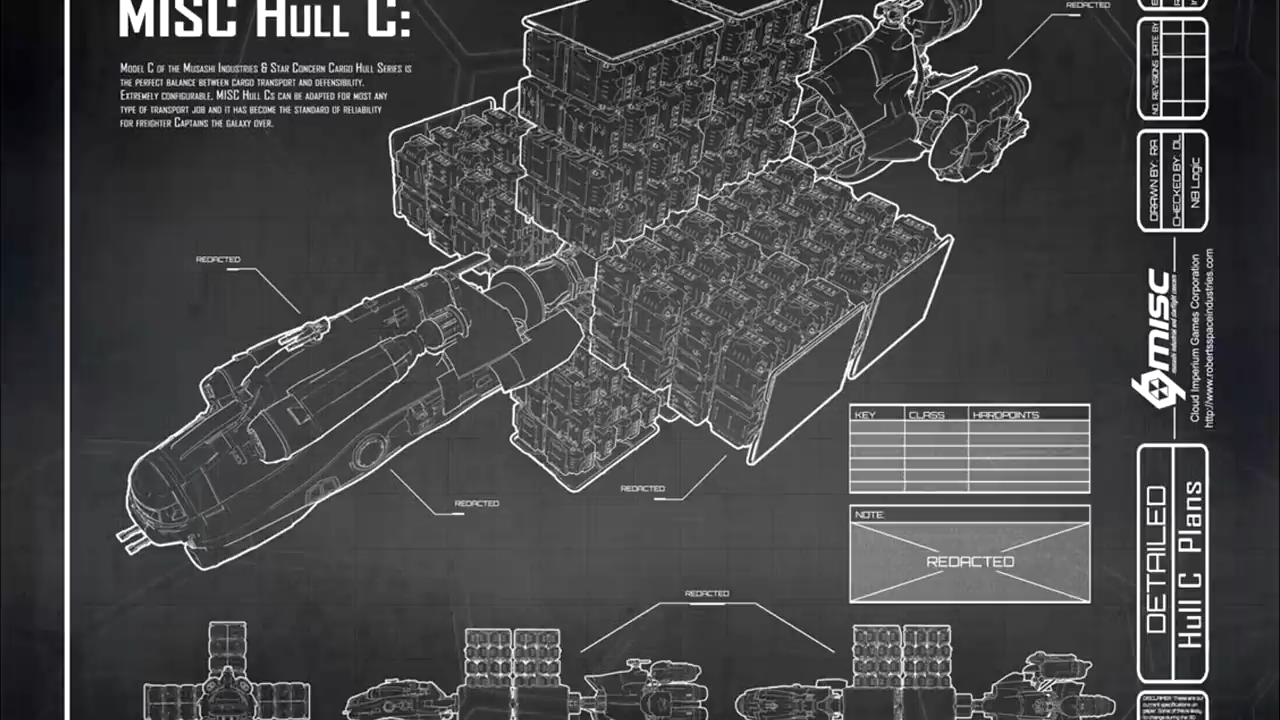 MISC Hull C:
Model C of the Musashi Industries & Star Concern Cargo Hull Series is
the perfect balance between cargo transport and defensibility.
Extremely configurable, MISC Hull Cs can be adapted for most any
type of transport job and it has become the standard of reliability
for freighter Captains the galaxy over.
REDACTED
REDACTED
REDACTED
REDACTED
REDACTED
KEY CLASS HARDPOINTS
NOTE:
REDACTED
NO. REVISIONS DATE BY
DRAWN BY: RA
CHECKED BY: DL
NB Logic
MISC
Cloud Imperium Games Corporation
http://www.robertsspaceindustries.com
DETAILED
Hull C Plans